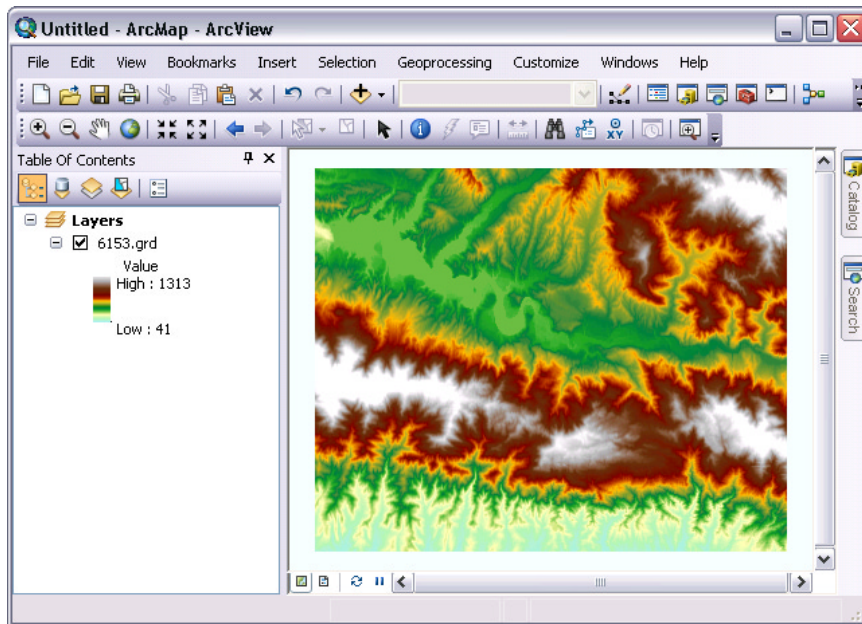 Untitled - ArcMap - ArcView
File Edit View Bookmarks Insert Selection Geoprocessing Customize Windows Help
XY
Table Of Contents
Layers
6153.grd
Value
High : 1313
Low : 41
Catalog
Search